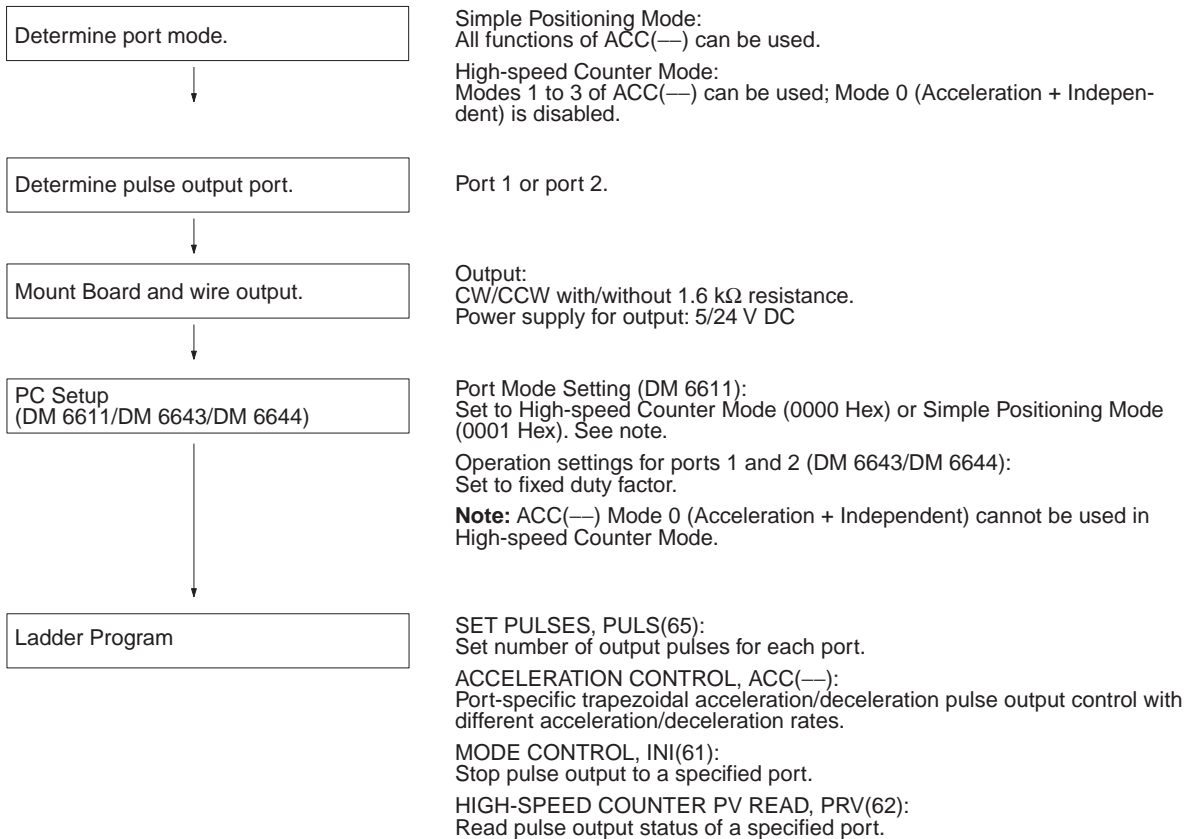 Determine port mode.
Simple Positioning Mode:
All functions of ACC(––) can be used.
High-speed Counter Mode:
Modes 1 to 3 of ACC(––) can be used; Mode 0 (Acceleration + Indepen-
dent) is disabled.
Determine pulse output port.
Port 1 or port 2.
Mount Board and wire output.
Output:
CW/CCW with/without 1.6 kΩ resistance.
Power supply for output: 5/24 V DC
PC Setup
(DM 6611/DM 6643/DM 6644)
Port Mode Setting (DM 6611):
Set to High-speed Counter Mode (0000 Hex) or Simple Positioning Mode
(0001 Hex). See note.
Operation settings for ports 1 and 2 (DM 6643/DM 6644):
Set to fixed duty factor.
Note: ACC(––) Mode 0 (Acceleration + Independent) cannot be used in
High-speed Counter Mode.
Ladder Program
SET PULSES, PULS(65):
Set number of output pulses for each port.
ACCELERATION CONTROL, ACC(––):
Port-specific trapezoidal acceleration/deceleration pulse output control with
different acceleration/deceleration rates.
MODE CONTROL, INI(61):
Stop pulse output to a specified port.
HIGH-SPEED COUNTER PV READ, PRV(62):
Read pulse output status of a specified port.